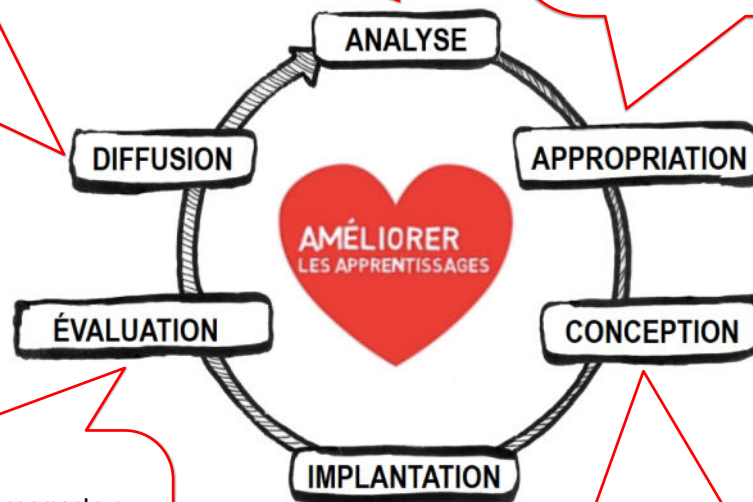 ANALYSE
DIFFUSION
APPROPRIATION
AMÉLIORER
LES APPRENTISSAGES
ÉVALUATION
CONCEPTION
IMPLANTATION